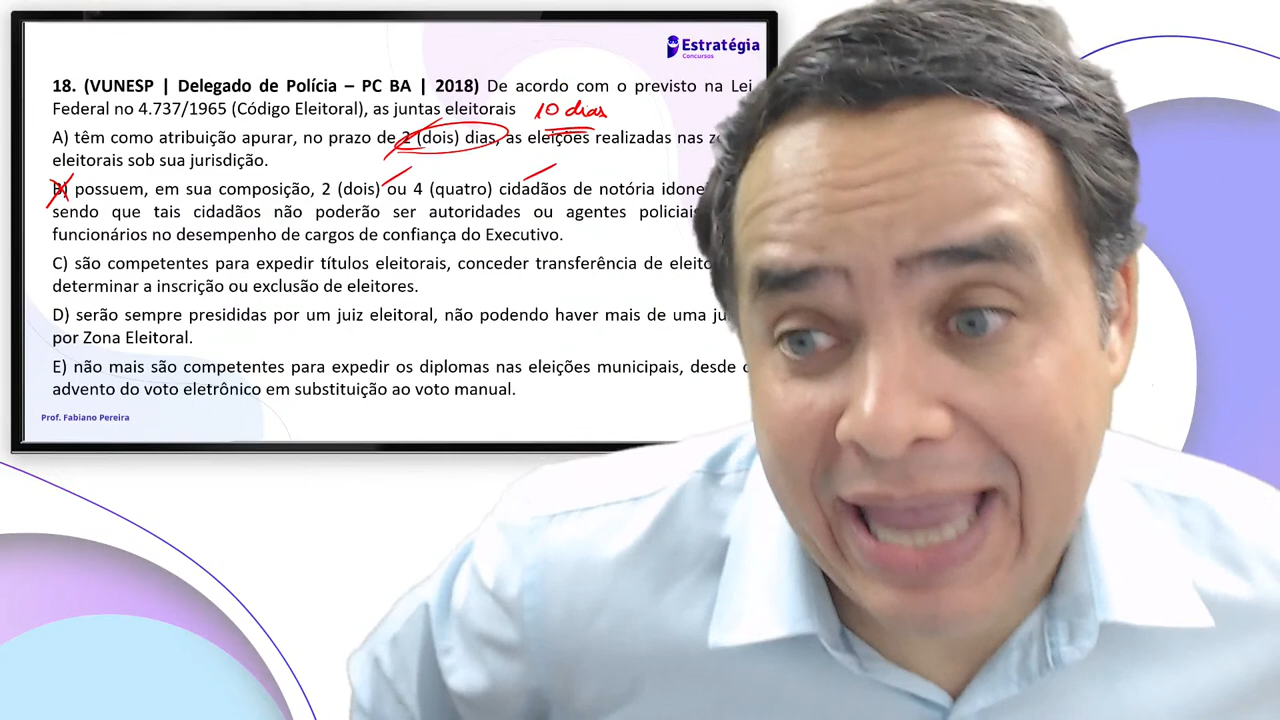 Estratégia
Concursos
18. (VUNESP | Delegado de Polícia – PC BA | 2018) De acordo com o previsto na Lei
Federal no 4.737/1965 (Código Eleitoral), as juntas eleitorais 10 dias
A) têm como atribuição apurar, no prazo de 2 (dois) dias, as eleições realizadas nas
eleitorais sob sua jurisdição.
B) possuem, em sua composição, 2 (dois) ou 4 (quatro) cidadãos de notória
sendo que tais cidadãos não poderão ser autoridades ou agentes policiais
funcionários no desempenho de cargos de confiança do Executivo.
C) são competentes para expedir títulos eleitorais, conceder transferência de
determinar a inscrição ou exclusão de eleitores.
D) serão sempre presididas por um juiz eleitoral, não podendo haver mais de uma
por Zona Eleitoral.
E) não mais são competentes para expedir os diplomas nas eleições municipais, desde
advento do voto eletrônico em substituição ao voto manual.
Prof. Fabiano Pereira